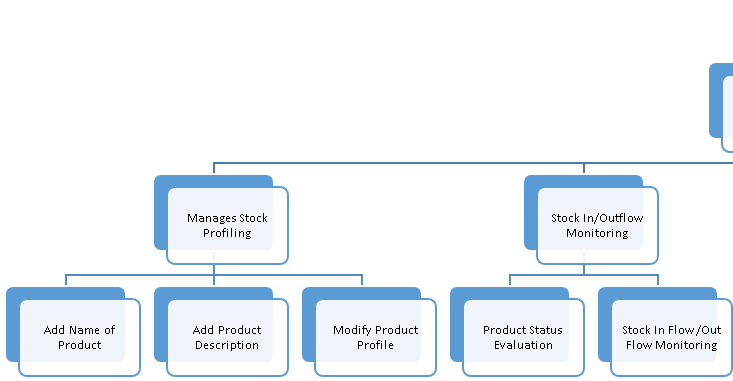 Manages Stock
Profiling
Stock In/Outflow
Monitoring
Add Name of
Product
Add Product
Description
Modify Product
Profile
Product Status
Evaluation
Stock In Flow/Out
Flow Monitoring